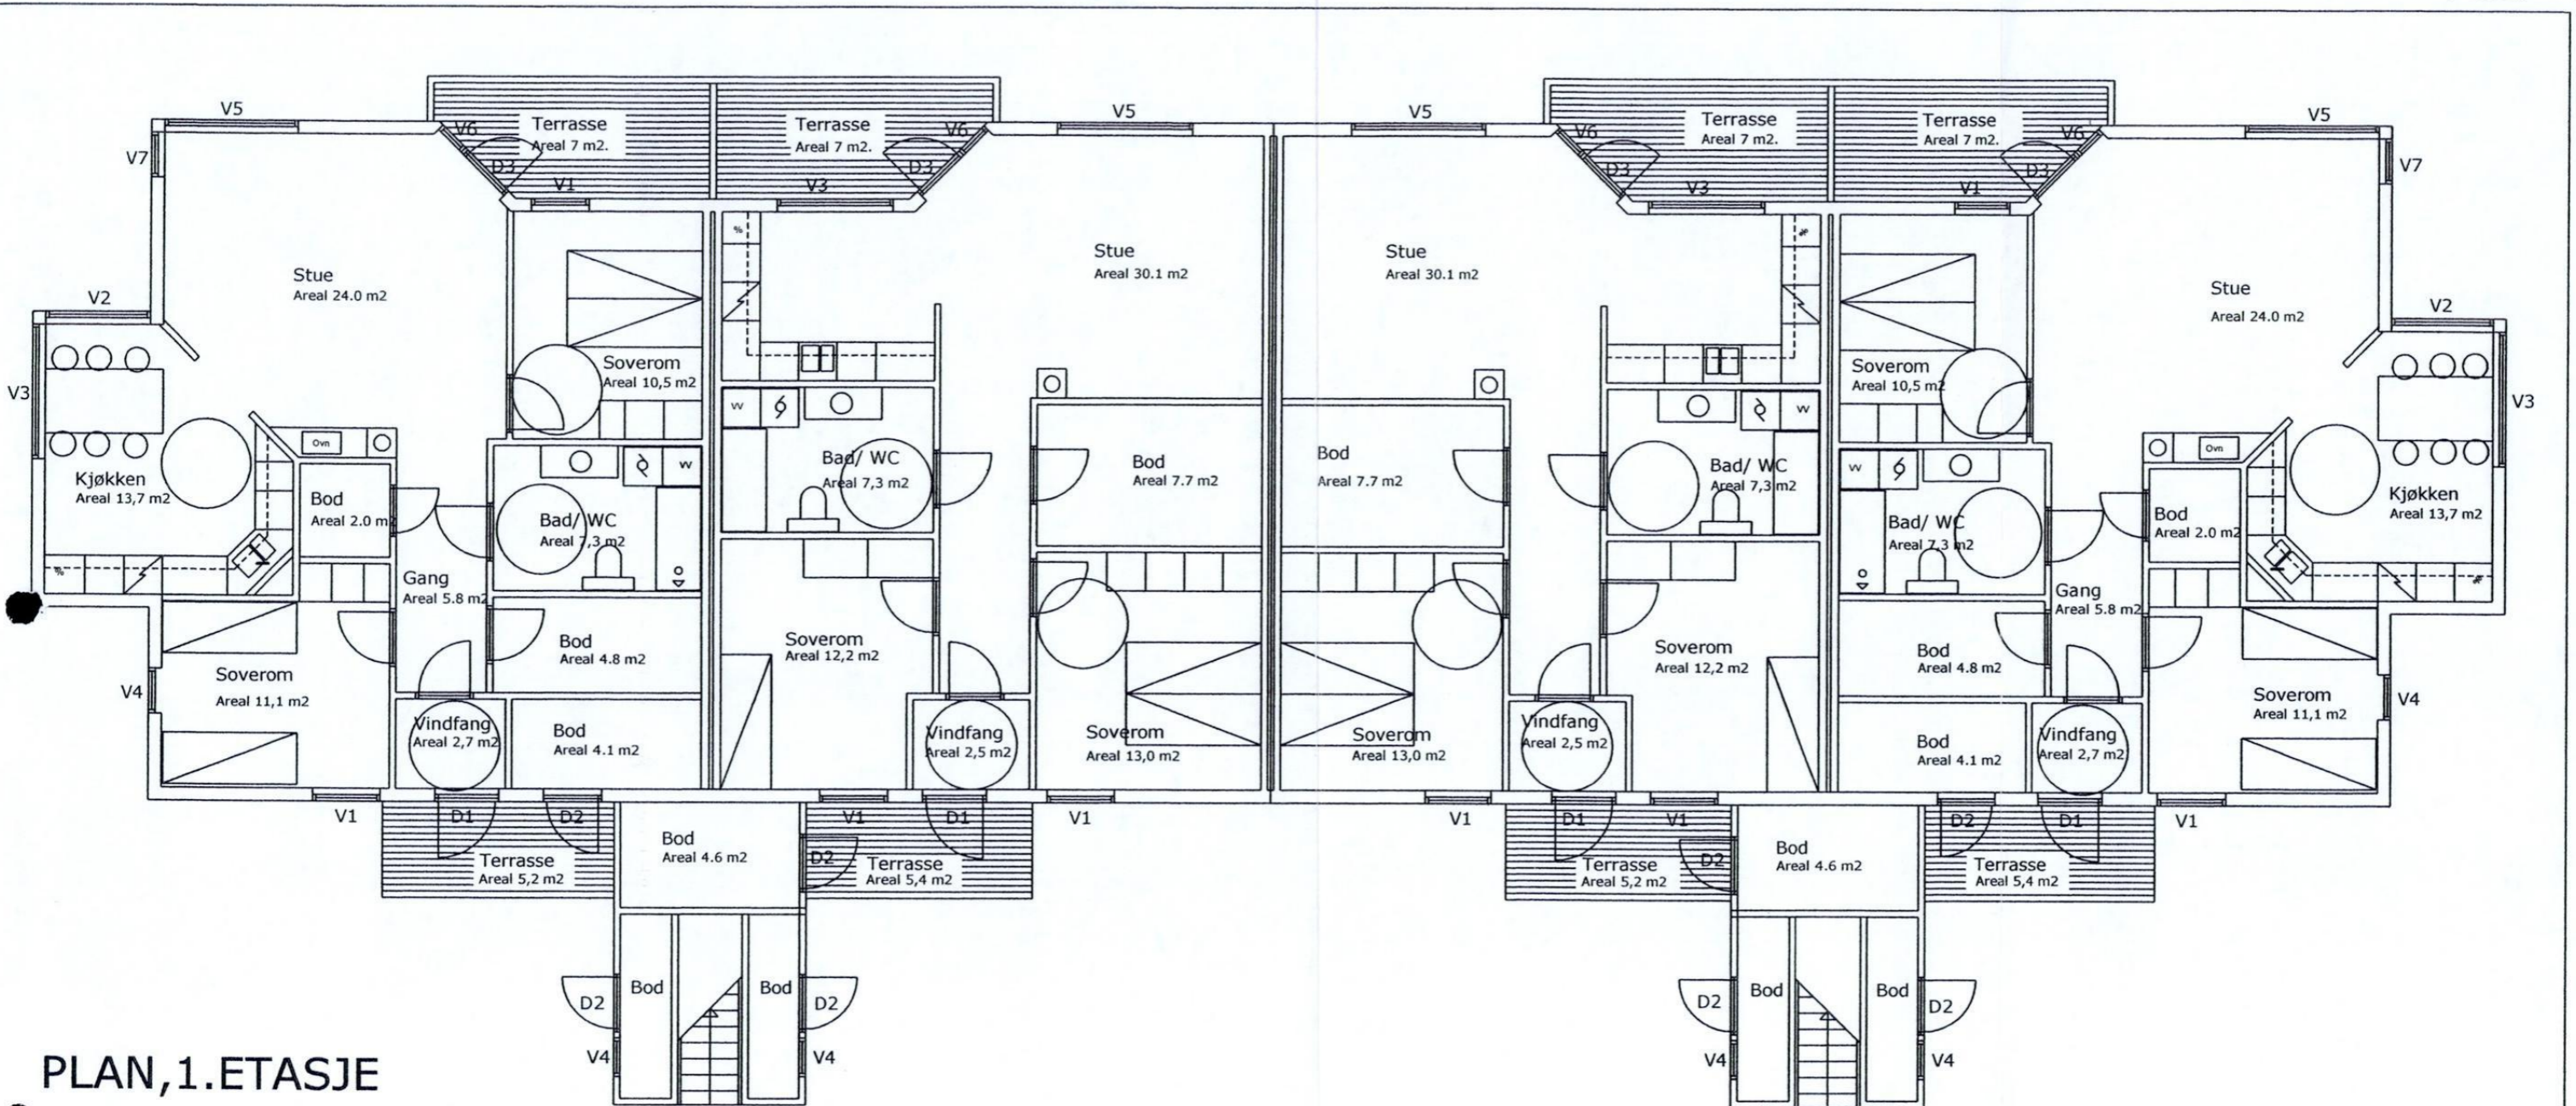 V5
V5
V5
V5
V6
Terrasse
Areal 7 m2.
Terrasse
Areal 7 m2.
V6
V6
Terrasse
Areal 7 m2.
Terrasse
Areal 7 m2.
V6
V7
D3
V1
V3
D3
D3
V3
V1
D3
V7
Stue
Areal 24.0 m2
Stue
Areal 30.1 m2
Stue
Areal 30.1 m2
Stue
Areal 24.0 m2
V2
V2
V3
V3
Soverom
Areal 10,5 m2
Soverom
Areal 10,5 m2
Ovn
Ovn
Kjøkken
Areal 13,7 m2
Bod
Areal 2.0 m2
Bad/ WC
Areal 7,3 m2
VV
VV
Bad/ WC
Areal 7,3 m2
Bod
Areal 7.7 m2
Bod
Areal 7.7 m2
Bad/ WC
Areal 7,3 m2
VV
VV
Bad/ WC
Areal 7,3 m2
Bod
Areal 2.0 m2
Kjøkken
Areal 13,7 m2
Gang
Areal 5.8 m2
Gang
Areal 5.8 m2
Soverom
Areal 11,1 m2
Bod
Areal 4.8 m2
Soverom
Areal 12,2 m2
Soverom
Areal 12,2 m2
Bod
Areal 4.8 m2
Soverom
Areal 11,1 m2
V4
V4
Vindfang
Areal 2,7 m2
Bod
Areal 4.1 m2
Vindfang
Areal 2,5 m2
Soverom
Areal 13,0 m2
Soverom
Areal 13,0 m2
Vindfang
Areal 2,5 m2
Bod
Areal 4.1 m2
Vindfang
Areal 2,7 m2
V1
D1
D2
V1
D1
V1
V1
D1
V1
D2
D1
V1
Terrasse
Areal 5,2 m2
Bod
Areal 4.6 m2
D2
Terrasse
Areal 5,4 m2
Terrasse
Areal 5,2 m2
D2
Bod
Areal 4.6 m2
Terrasse
Areal 5,4 m2
D2
Bod
Bod
D2
D2
Bod
Bod
D2
V4
V4
V4
V4
PLAN,1.ETASJE